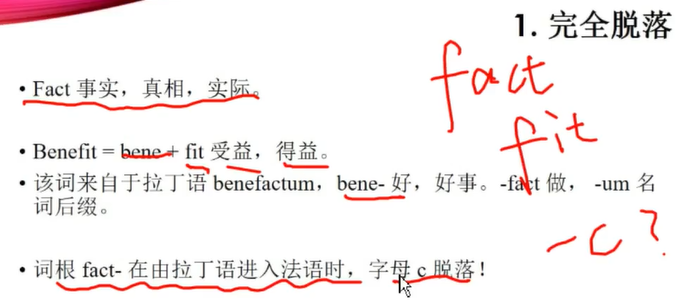 1. 完全脱落
• Fact 事实，真相，实际。
fact
fit
• Benefit = bene + fit 受益，得益。
• 该词来自于拉丁语 benefactum，bene- 好，好事。-fact 做， -um 名
词后缀。
-c?
• 词根 fact- 在由拉丁语进入法语时，字母 c 脱落！